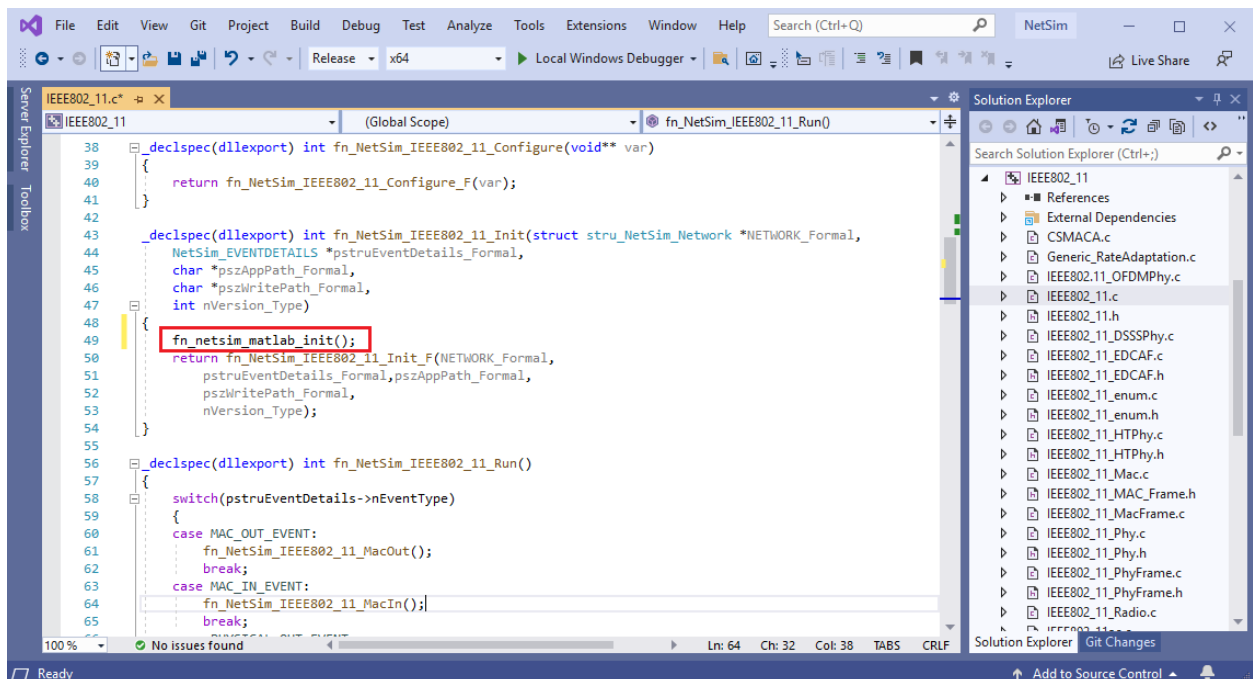 File Edit View Git Project Build Debug Test Analyze Tools Extensions Window Help Search (Ctrl+Q) NetSim
Release x64 Local Windows Debugger Live Share
Server Explorer
Toolbox
IEEE802_11.c*
IEEE802_11 (Global Scope) fn_NetSim_IEEE802_11_Run()
38 _declspec(dllexport) int fn_NetSim_IEEE802_11_Configure(void** var)
39 {
40 return fn_NetSim_IEEE802_11_Configure_F(var);
41 }
42
43 _declspec(dllexport) int fn_NetSim_IEEE802_11_Init(struct stru_NetSim_Network *NETWORK_Formal,
44 NetSim_EVENTDETAILS *pstruEventDetails_Formal,
45 char *pszAppPath_Formal,
46 char *pszWritePath_Formal,
47 int nVersion_Type)
48 {
49 fn_netsim_matlab_init();
50 return fn_NetSim_IEEE802_11_Init_F(NETWORK_Formal,
51 pstruEventDetails_Formal,pszAppPath_Formal,
52 pszWritePath_Formal,
53 nVersion_Type);
54 }
55
56 _declspec(dllexport) int fn_NetSim_IEEE802_11_Run()
57 {
58 switch(pstruEventDetails->nEventType)
59 {
60 case MAC_OUT_EVENT:
61 fn_NetSim_IEEE802_11_MacOut();
62 break;
63 case MAC_IN_EVENT:
64 fn_NetSim_IEEE802_11_MacIn();
65 break;
100 % No issues found Ln: 64 Ch: 32 Col: 38 TABS CRLF
Solution Explorer
Search Solution Explorer (Ctrl+;)
IEEE802_11
References
External Dependencies
CSMACA.c
Generic_RateAdaptation.c
IEEE802.11_OFDMPhy.c
IEEE802_11.c
IEEE802_11.h
IEEE802_11_DSSSPhy.c
IEEE802_11_EDCAF.c
IEEE802_11_EDCAF.h
IEEE802_11_enum.c
IEEE802_11_enum.h
IEEE802_11_HTPhy.c
IEEE802_11_HTPhy.h
IEEE802_11_Mac.c
IEEE802_11_MAC_Frame.h
IEEE802_11_MacFrame.c
IEEE802_11_Phy.c
IEEE802_11_Phy.h
IEEE802_11_PhyFrame.c
IEEE802_11_PhyFrame.h
IEEE802_11_Radio.c
Solution Explorer Git Changes
Ready Add to Source Control